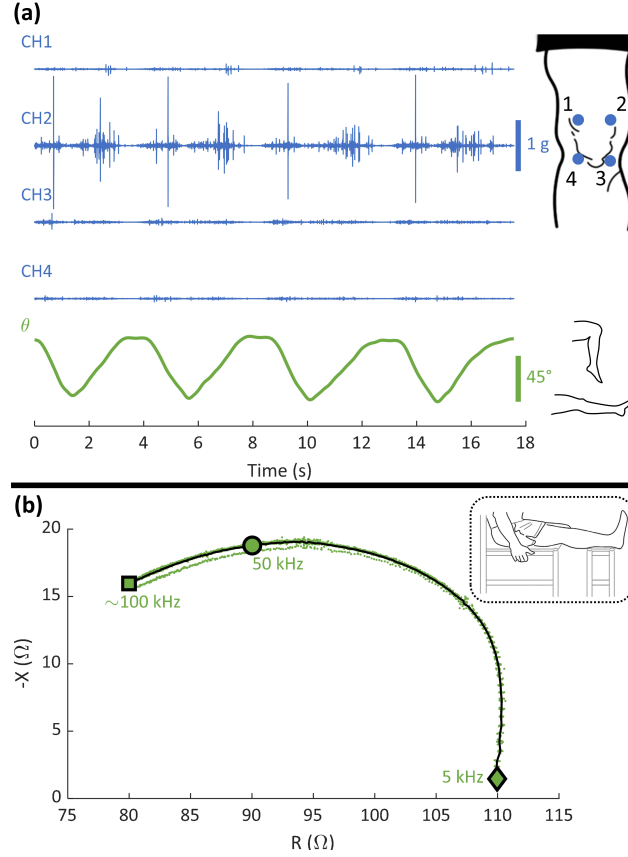 (a)
CH1
CH2
CH3
CH4
1 g
1 2
4 3
θ
45°
0 2 4 6 8 10 12 14 16 18
Time (s)
(b)
20
15
10
5
0
-X (Ω)
~100 kHz
50 kHz
5 kHz
75 80 85 90 95 100 105 110 115
R (Ω)